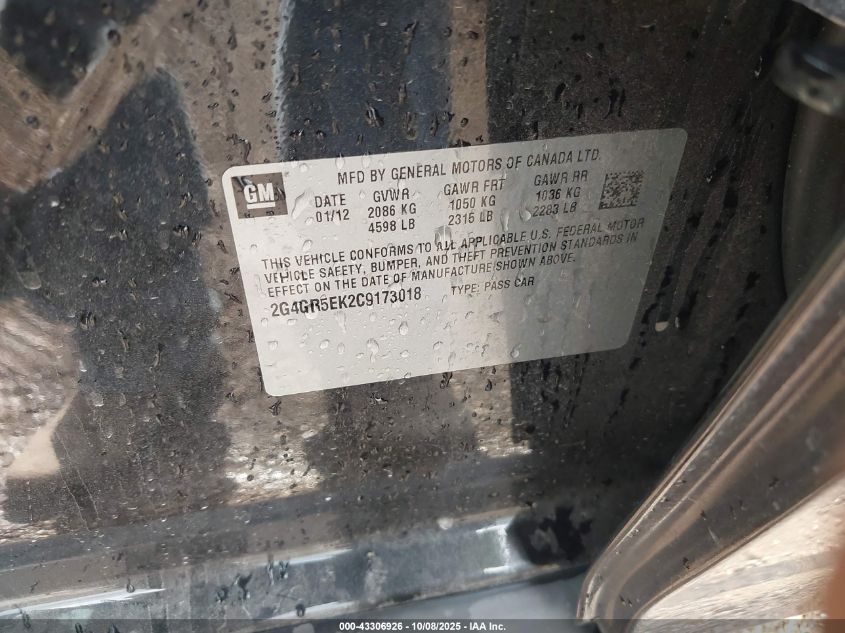 GM
MFD BY GENERAL MOTORS OF CANADA LTD.
DATE GVWR GAWR FRT GAWR RR
01/12 2086 KG 1050 KG 1036 KG
4598 LB 2315 LB 2283 LB
THIS VEHICLE CONFORMS TO ALL APPLICABLE U.S. FEDERAL MOTOR
VEHICLE SAFETY, BUMPER, AND THEFT PREVENTION STANDARDS IN
EFFECT ON THE DATE OF MANUFACTURE SHOWN ABOVE.
2G4GR5EK2C9173018 TYPE: PASS CAR
000-43306926 - 10/08/2025 - IAA Inc.